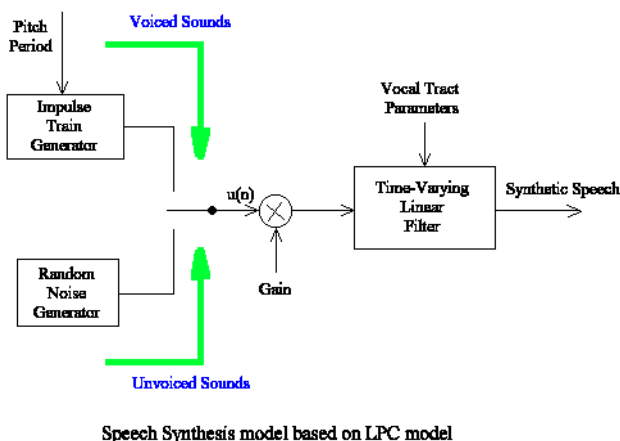 Pitch
Period
Voiced Sounds
Impulse
Train
Generator
Vocal Tract
Parameters
u(n)
Time-Varying
Linear
Filter
Synthetic Speech
Random
Noise
Generator
Gain
Unvoiced Sounds
Speech Synthesis model based on LPC model